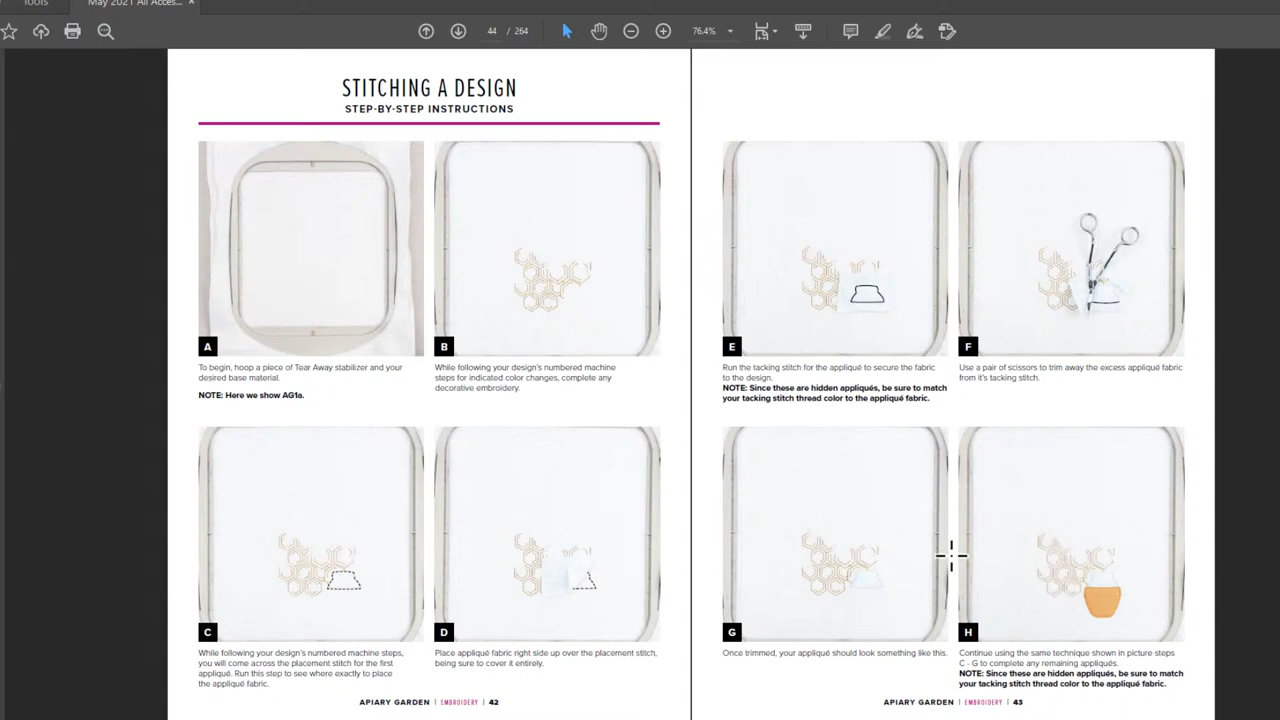 Tools
May 2021 All Acces...
×
44 / 264
76.4%
STITCHING A DESIGN
STEP-BY-STEP INSTRUCTIONS
A
To begin, hoop a piece of Tear Away stabilizer and your
desired base material.
NOTE: Here we show AG1a.
B
While following your design's numbered machine
steps for indicated color changes, complete any
decorative embroidery.
C
While following your design's numbered machine steps,
you will come across the placement stitch for the first
appliqué. Run this step to see where exactly to place
the appliqué fabric.
D
Place appliqué fabric right side up over the placement stitch,
being sure to cover it entirely.
APIARY GARDEN | EMBROIDERY | 42
E
Run the tacking stitch for the appliqué to secure the fabric
to the design.
NOTE: Since these are hidden appliqués, be sure to match
your tacking stitch thread color to the appliqué fabric.
F
Use a pair of scissors to trim away the excess appliqué fabric
from it's tacking stitch.
G
Once trimmed, your appliqué should look something like this.
H
Continue using the same technique shown in picture steps
C - G to complete any remaining appliqués.
NOTE: Since these are hidden appliqués, be sure to match
your tacking stitch thread color to the appliqué fabric.
APIARY GARDEN | EMBROIDERY | 43